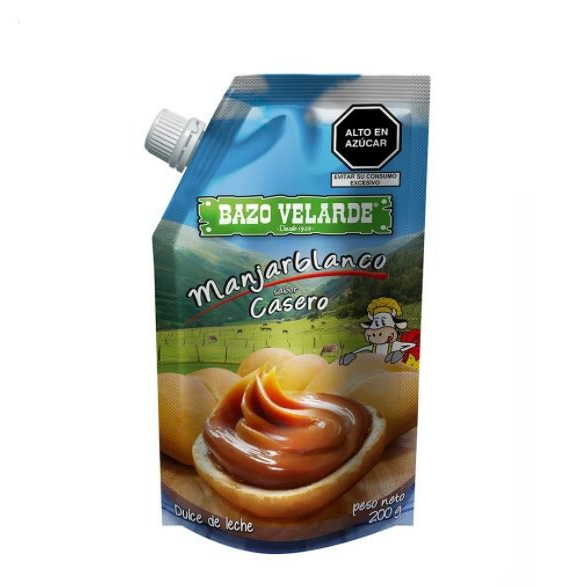 ALTO EN
AZÚCAR
EVITAR SU CONSUMO
EXCESIVO
BAZO VELARDE
-Desde 1924-
Manjarblanco
sabor
Casero
Dulce de leche
peso neto
200 g